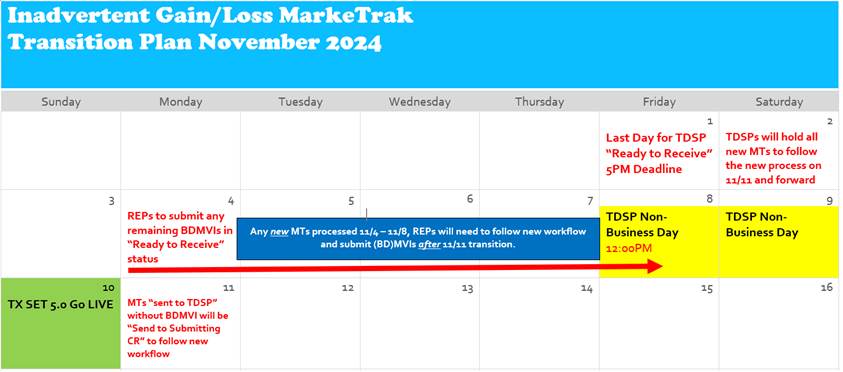 Inadvertent Gain/Loss MarkeTrak
Transition Plan November 2024
Sunday Monday Tuesday Wednesday Thursday Friday Saturday
1
Last Day for TDSP
"Ready to Receive"
5PM Deadline
2
TDSPs will hold all
new MTs to follow
the new process on
11/11 and forward
3
4
REPs to submit any
remaining BDMVIs in
"Ready to Receive"
status
5
6
7
Any new MTs processed 11/4 – 11/8, REPs will need to follow new workflow
and submit (BD)MVIs after 11/11 transition.
8
TDSP Non-
Business Day
12:00PM
9
TDSP Non-
Business Day
10
TX SET 5.0 Go LIVE
11
MTs "sent to TDSP"
without BDMVI will be
"Send to Submitting
CR" to follow new
workflow
12
13
14
15
16